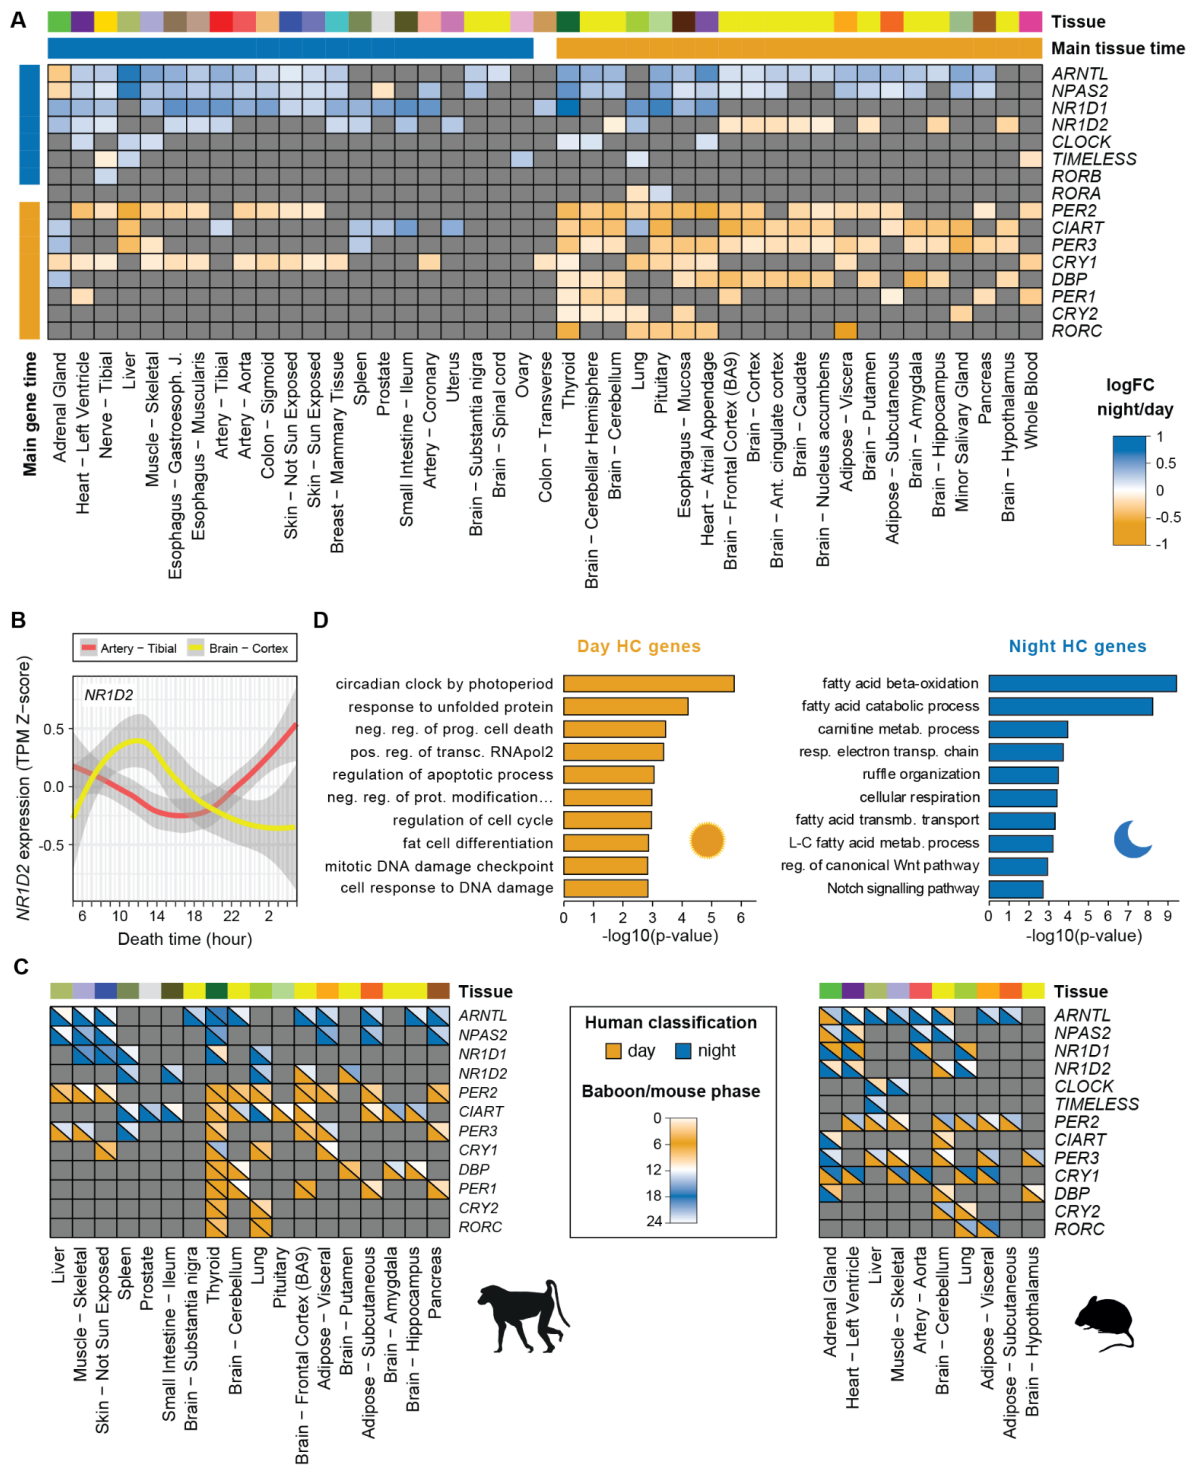 A
Tissue
Main tissue time
ARNTL
NPAS2
NR1D1
NR1D2
CLOCK
TIMELESS
RORB
RORA
PER2
CIART
PER3
CRY1
DBP
PER1
CRY2
RORC
Main gene time
Adrenal Gland
Heart – Left Ventricle
Nerve – Tibial
Liver
Muscle – Skeletal
Esophagus – Gastroesoph. J.
Esophagus – Muscularis
Artery – Tibial
Artery – Aorta
Colon – Sigmoid
Skin – Not Sun Exposed
Skin – Sun Exposed
Breast – Mammary Tissue
Spleen
Prostate
Small Intestine – Ileum
Artery – Coronary
Uterus
Brain – Substantia nigra
Brain – Spinal cord
Ovary
Colon – Transverse
Thyroid
Brain – Cerebellar Hemisphere
Brain – Cerebellum
Lung
Pituitary
Esophagus – Mucosa
Heart – Atrial Appendage
Brain – Frontal Cortex (BA9)
Brain – Cortex
Brain – Ant. cingulate cortex
Brain – Caudate
Brain – Nucleus accumbens
Adipose – Viscera
Brain – Putamen
Adipose – Subcutaneous
Brain – Amygdala
Brain – Hippocampus
Minor Salivary Gland
Pancreas
Brain – Hypothalamus
Whole Blood
logFC
night/day
1
0.5
0
-0.5
-1
B
Artery – Tibial
Brain – Cortex
NR1D2
NR1D2 expression (TPM Z–score)
0.5
0.0
-0.5
6 10 14 18 22 2
Death time (hour)
D
Day HC genes
circadian clock by photoperiod
response to unfolded protein
neg. reg. of prog. cell death
pos. reg. of transc. RNApol2
regulation of apoptotic process
neg. reg. of prot. modification...
regulation of cell cycle
fat cell differentiation
mitotic DNA damage checkpoint
cell response to DNA damage
0 1 2 3 4 5 6
-log10(p-value)
Night HC genes
fatty acid beta-oxidation
fatty acid catabolic process
carnitine metab. process
resp. electron transp. chain
ruffle organization
cellular respiration
fatty acid transmb. transport
L-C fatty acid metab. process
reg. of canonical Wnt pathway
Notch signalling pathway
0 1 2 3 4 5 6 7 8 9
-log10(p-value)
C
Tissue
ARNTL
NPAS2
NR1D1
NR1D2
PER2
CIART
PER3
CRY1
DBP
PER1
CRY2
RORC
Liver
Muscle – Skeletal
Skin – Not Sun Exposed
Spleen
Prostate
Small Intestine – Ileum
Brain – Substantia nigra
Thyroid
Brain – Cerebellum
Lung
Pituitary
Brain – Frontal Cortex (BA9)
Adipose – Visceral
Brain – Putamen
Adipose – Subcutaneous
Brain – Amygdala
Brain – Hippocampus
Pancreas
Human classification
day
night
Baboon/mouse phase
0
6
12
18
24
Tissue
ARNTL
NPAS2
NR1D1
NR1D2
CLOCK
TIMELESS
PER2
CIART
PER3
CRY1
DBP
CRY2
RORC
Adrenal Gland
Heart – Left Ventricle
Liver
Muscle – Skeletal
Artery – Aorta
Brain – Cerebellum
Lung
Adipose – Visceral
Adipose – Subcutaneous
Brain – Hypothalamus